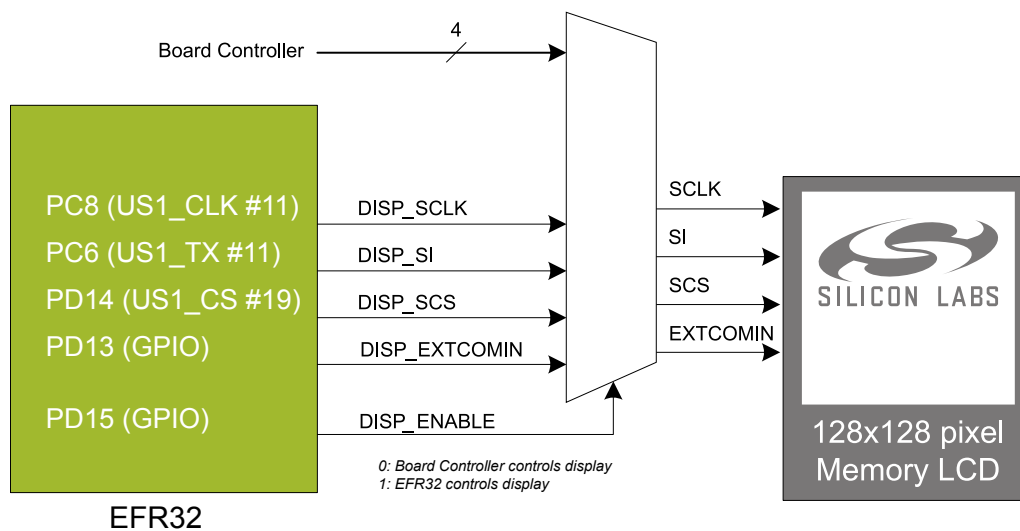 4
Board Controller
PC8 (US1_CLK #11)
PC6 (US1_TX #11)
PD14 (US1_CS #19)
PD13 (GPIO)
PD15 (GPIO)
EFR32
DISP_SCLK
DISP_SI
DISP_SCS
DISP_EXTCOMIN
DISP_ENABLE
0: Board Controller controls display
1: EFR32 controls display
SCLK
SI
SCS
EXTCOMIN
SILICON LABS
128x128 pixel
Memory LCD